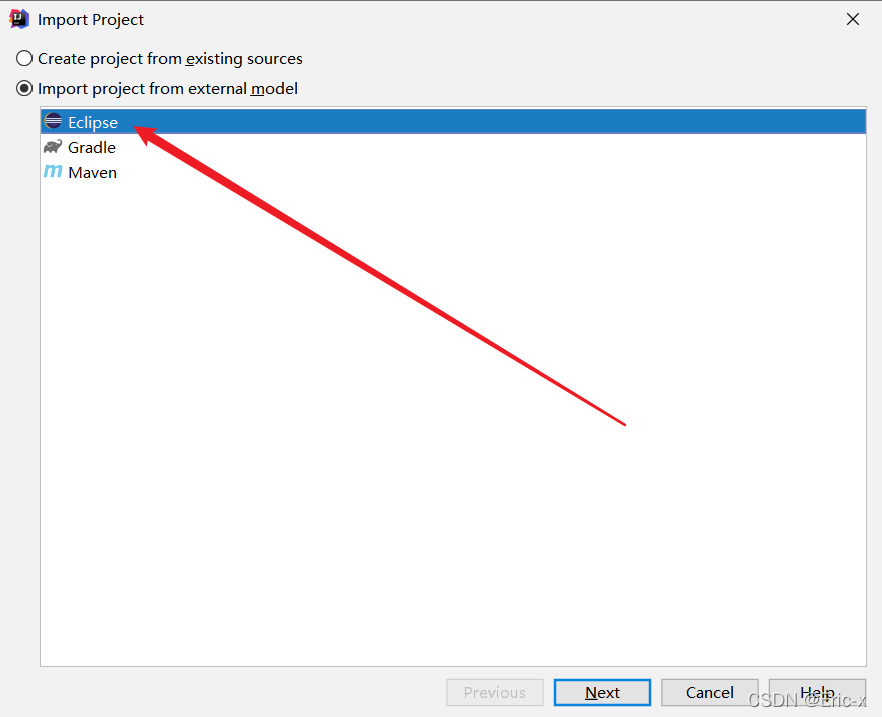 Import Project
Create project from existing sources
Import project from external model
Eclipse
Gradle
Maven
Previous
Next
Cancel
Help
CSDN @Eric-x